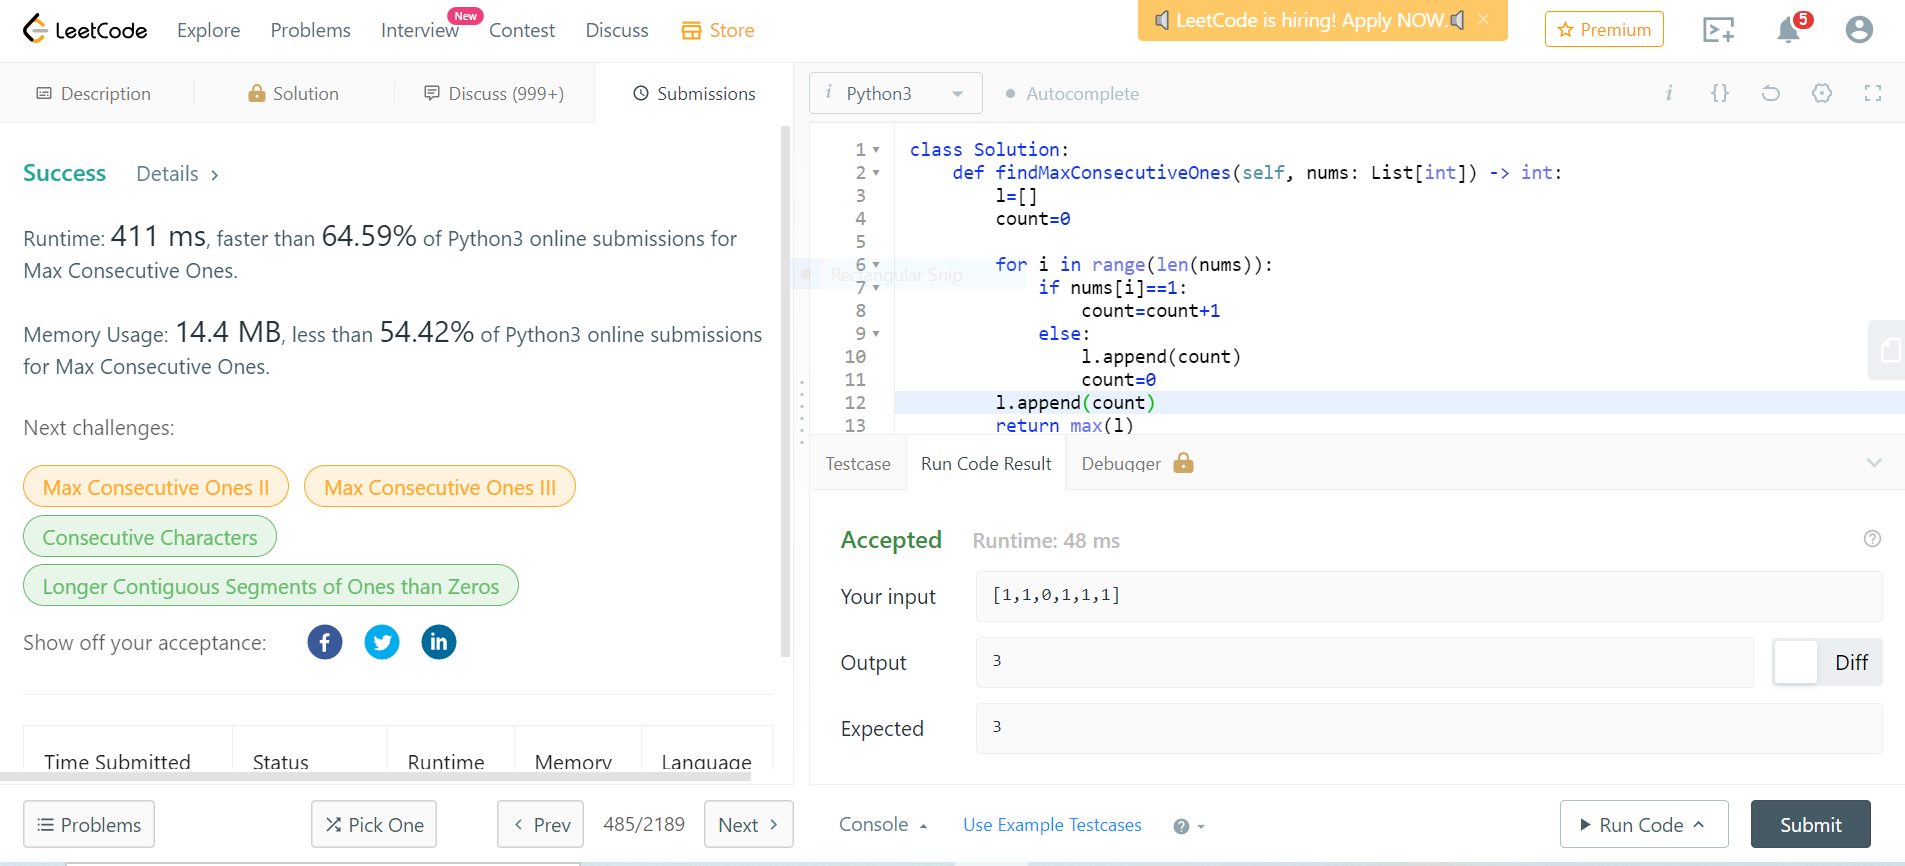 LeetCode Explore Problems Interview New Contest Discuss Store LeetCode is hiring! Apply NOW. × Premium 5
Description Solution Discuss (999+) Submissions
Success Details >
Runtime: 411 ms, faster than 64.59% of Python3 online submissions for
Max Consecutive Ones.
Memory Usage: 14.4 MB, less than 54.42% of Python3 online submissions
for Max Consecutive Ones.
Next challenges:
Max Consecutive Ones II Max Consecutive Ones III
Consecutive Characters
Longer Contiguous Segments of Ones than Zeros
Show off your acceptance:
Time Submitted Status Runtime Memory Language
Problems Pick One < Prev 485/2189 Next >
i Python3 Autocomplete i {}
1 class Solution:
2 def findMaxConsecutiveOnes(self, nums: List[int]) -> int:
3 l=[]
4 count=0
5
6 for i in range(len(nums)):
Rectangular Snip
7 if nums[i]==1:
8 count=count+1
9 else:
10 l.append(count)
11 count=0
12 l.append(count)
13 return max(l)
Testcase Run Code Result Debugger
Accepted Runtime: 48 ms
Your input [1,1,0,1,1,1]
Output 3 Diff
Expected 3
Console Use Example Testcases Run Code Submit